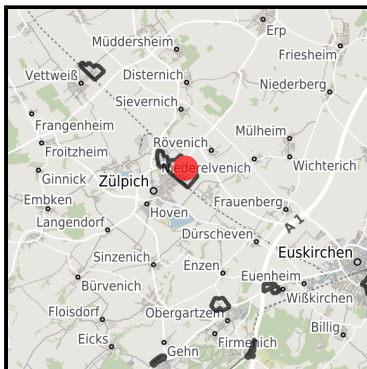 Erp
Müddersheim
Friesheim
Vettweiß
Disternich
Niederberg
Sievernich
Frangenheim
Mülheim
Rövenich
Froitzheim
Niederelvenich
Wichterich
Ginnick
Zülpich
Embken
Hoven
Frauenberg
Langendorf
A 1
Dürscheven
Euskirchen
Sinzenich
Enzen
Euenheim
Bürvenich
Wißkirchen
Floisdorf
Obergartzem
Billig
Eicks
Firmenich
Gehn